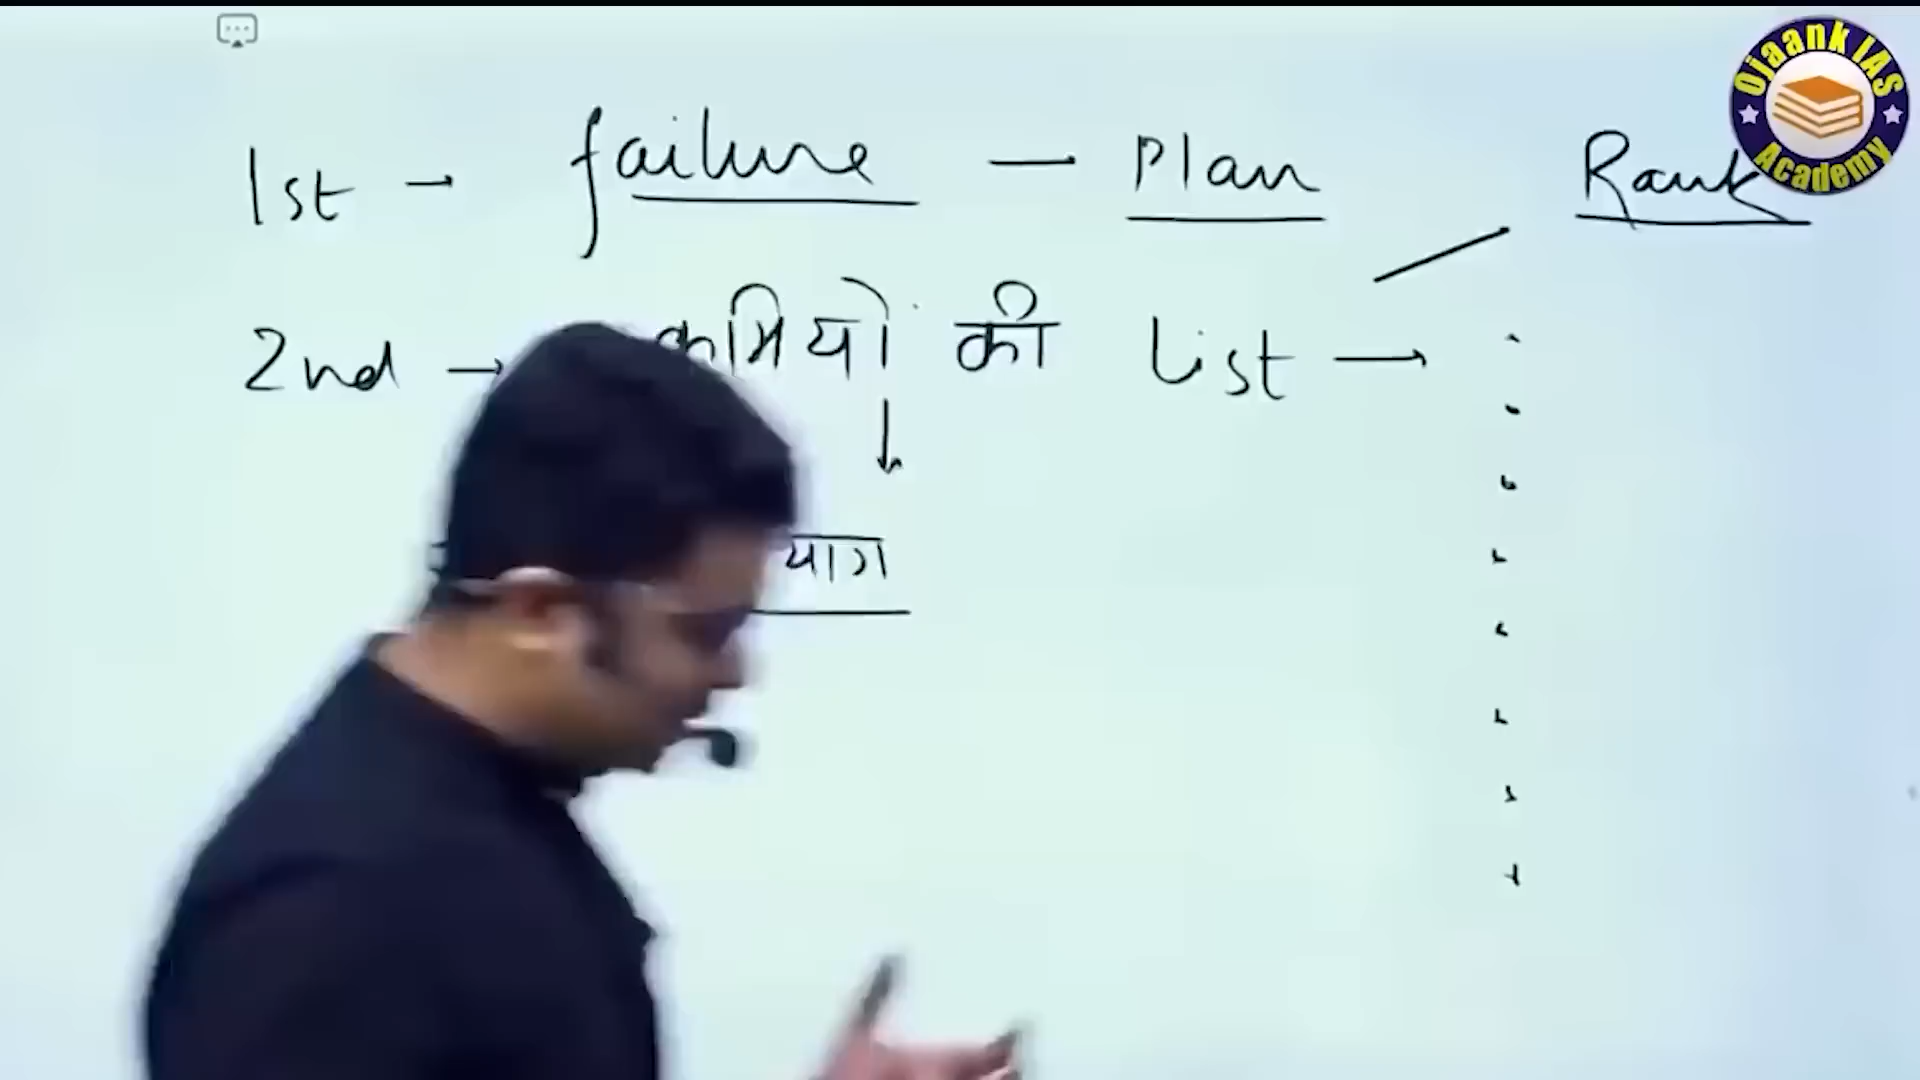 Ojaank IAS Academy
1st - failure - Plan Rank
2nd → कमियों की List →